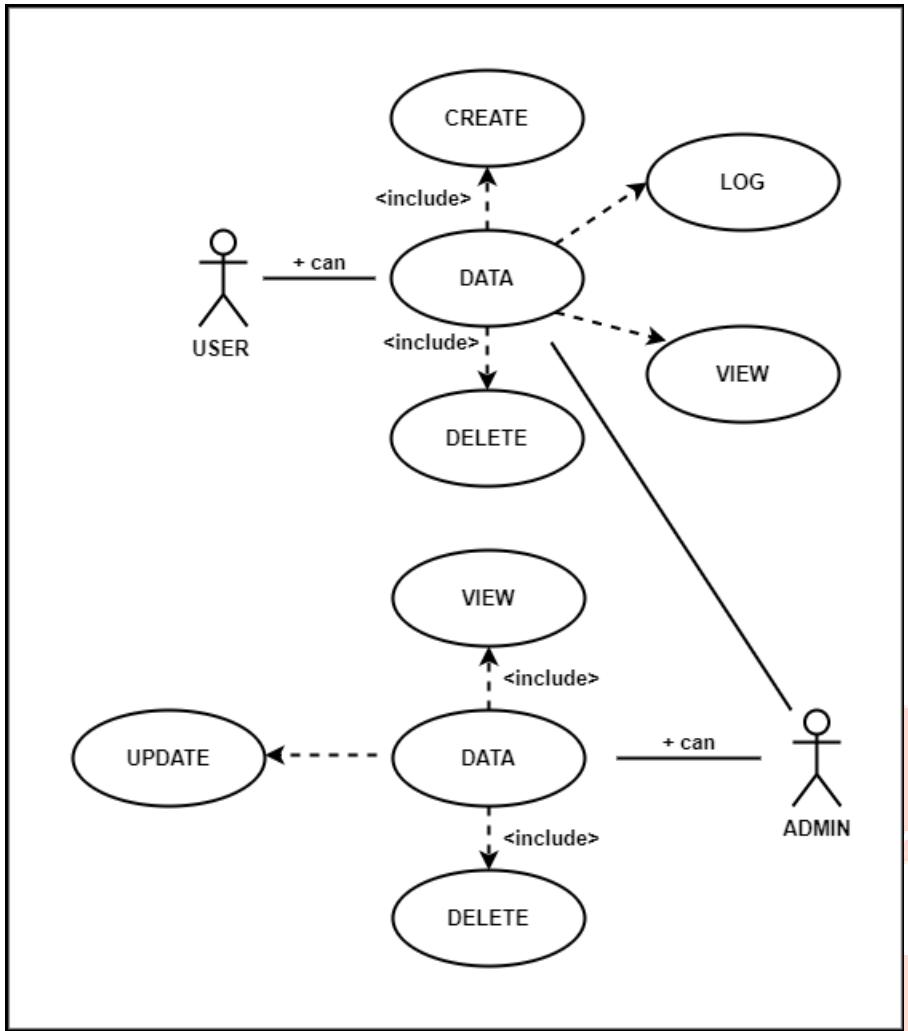 CREATE
LOG
<include>
+ can
DATA
USER
<include>
VIEW
DELETE
VIEW
<include>
+ can
UPDATE
DATA
ADMIN
<include>
DELETE